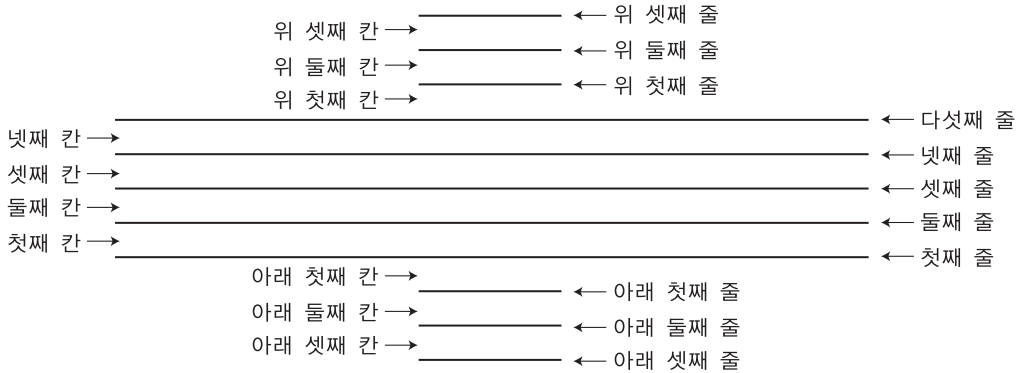 위 셋째 줄
위 셋째 칸
위 둘째 줄
위 둘째 칸
위 첫째 줄
위 첫째 칸
다섯째 줄
넷째 칸
넷째 줄
셋째 칸
셋째 줄
둘째 칸
둘째 줄
첫째 칸
첫째 줄
아래 첫째 칸
아래 첫째 줄
아래 둘째 칸
아래 둘째 줄
아래 셋째 칸
아래 셋째 줄